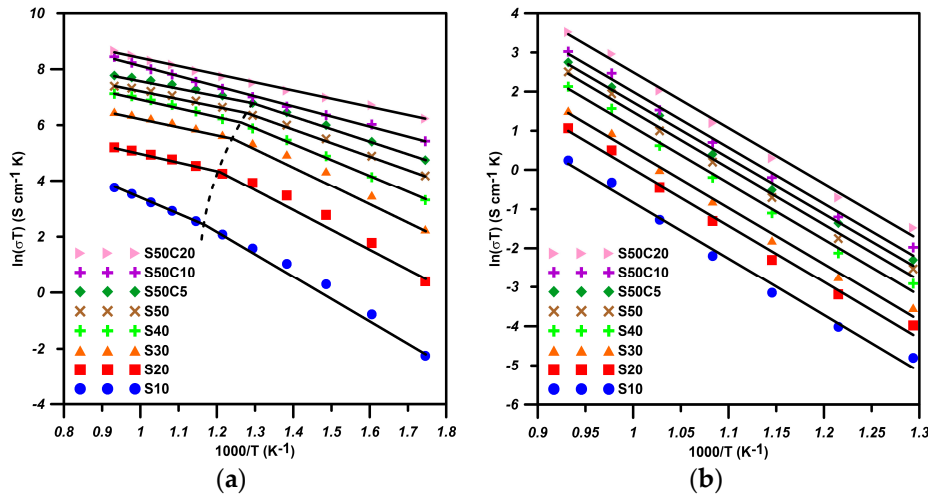 10
8
6
4
2
0
-2
-4
ln(σT) (S cm⁻¹ K)
S50C20
S50C10
S50C5
S50
S40
S30
S20
S10
0.8 0.9 1 1.1 1.2 1.3 1.4 1.5 1.6 1.7 1.8
1000/T (K⁻¹)
(a)
4
3
2
1
0
-1
-2
-3
-4
-5
-6
ln(σT) (S cm⁻¹ K)
S50C20
S50C10
S50C5
S50
S40
S30
S20
S10
0.9 0.95 1 1.05 1.1 1.15 1.2 1.25 1.3
1000/T (K⁻¹)
(b)